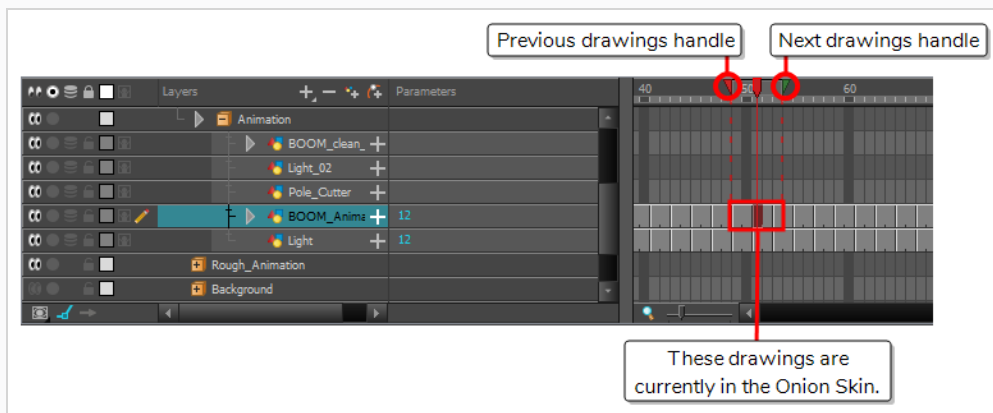 Previous drawings handle
Next drawings handle
Layers
Parameters
40
50
60
Animation
BOOM_clean_
Light_02
Pole_Cutter
BOOM_Anima
12
Light
12
Rough_Animation
Background
These drawings are
currently in the Onion Skin.